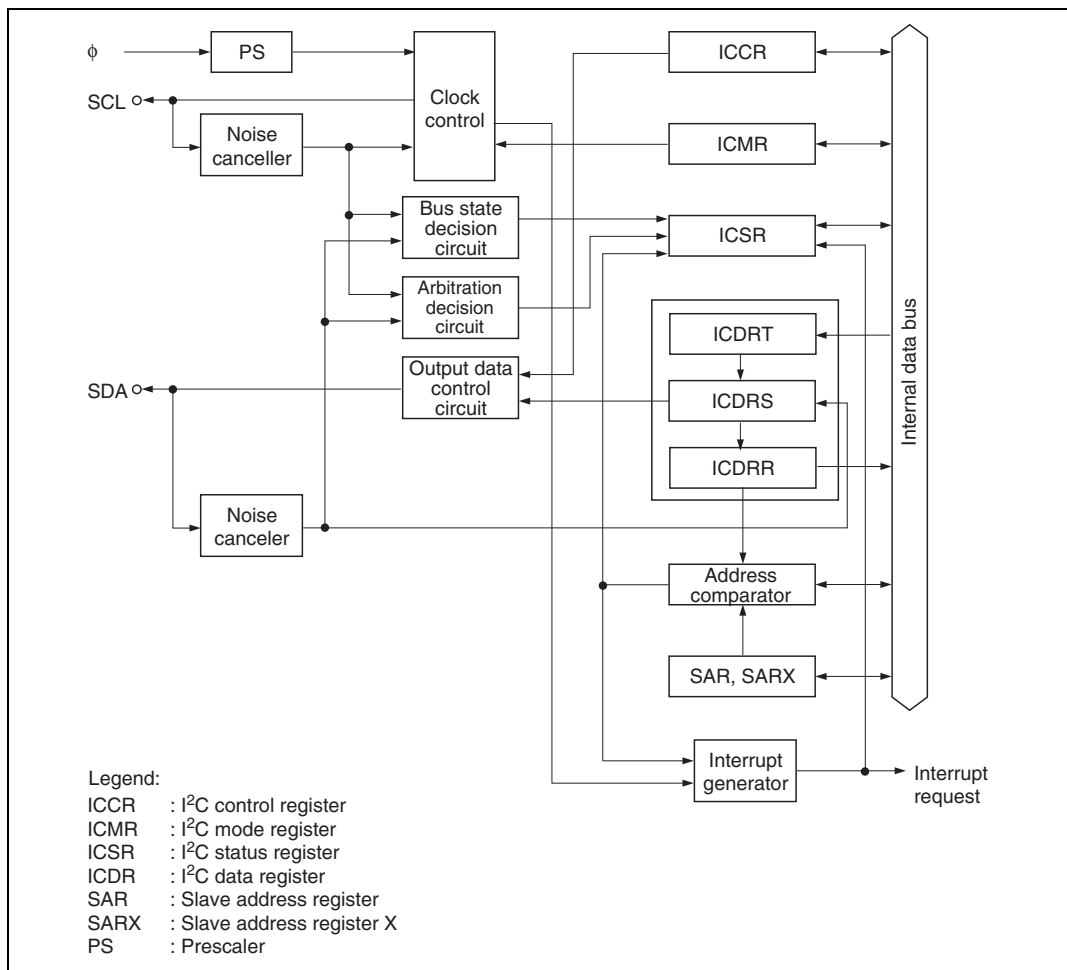 ϕ
PS
SCL
Clock
control
Noise
canceller
Bus state
decision
circuit
Arbitration
decision
circuit
Output data
control
circuit
SDA
Noise
canceler
ICCR
ICMR
ICSR
ICDRT
ICDRS
ICDRR
Address
comparator
SAR, SARX
Interrupt
generator
Interrupt
request
Internal data bus
Legend:
ICCR : I²C control register
ICMR : I²C mode register
ICSR : I²C status register
ICDR : I²C data register
SAR : Slave address register
SARX : Slave address register X
PS : Prescaler